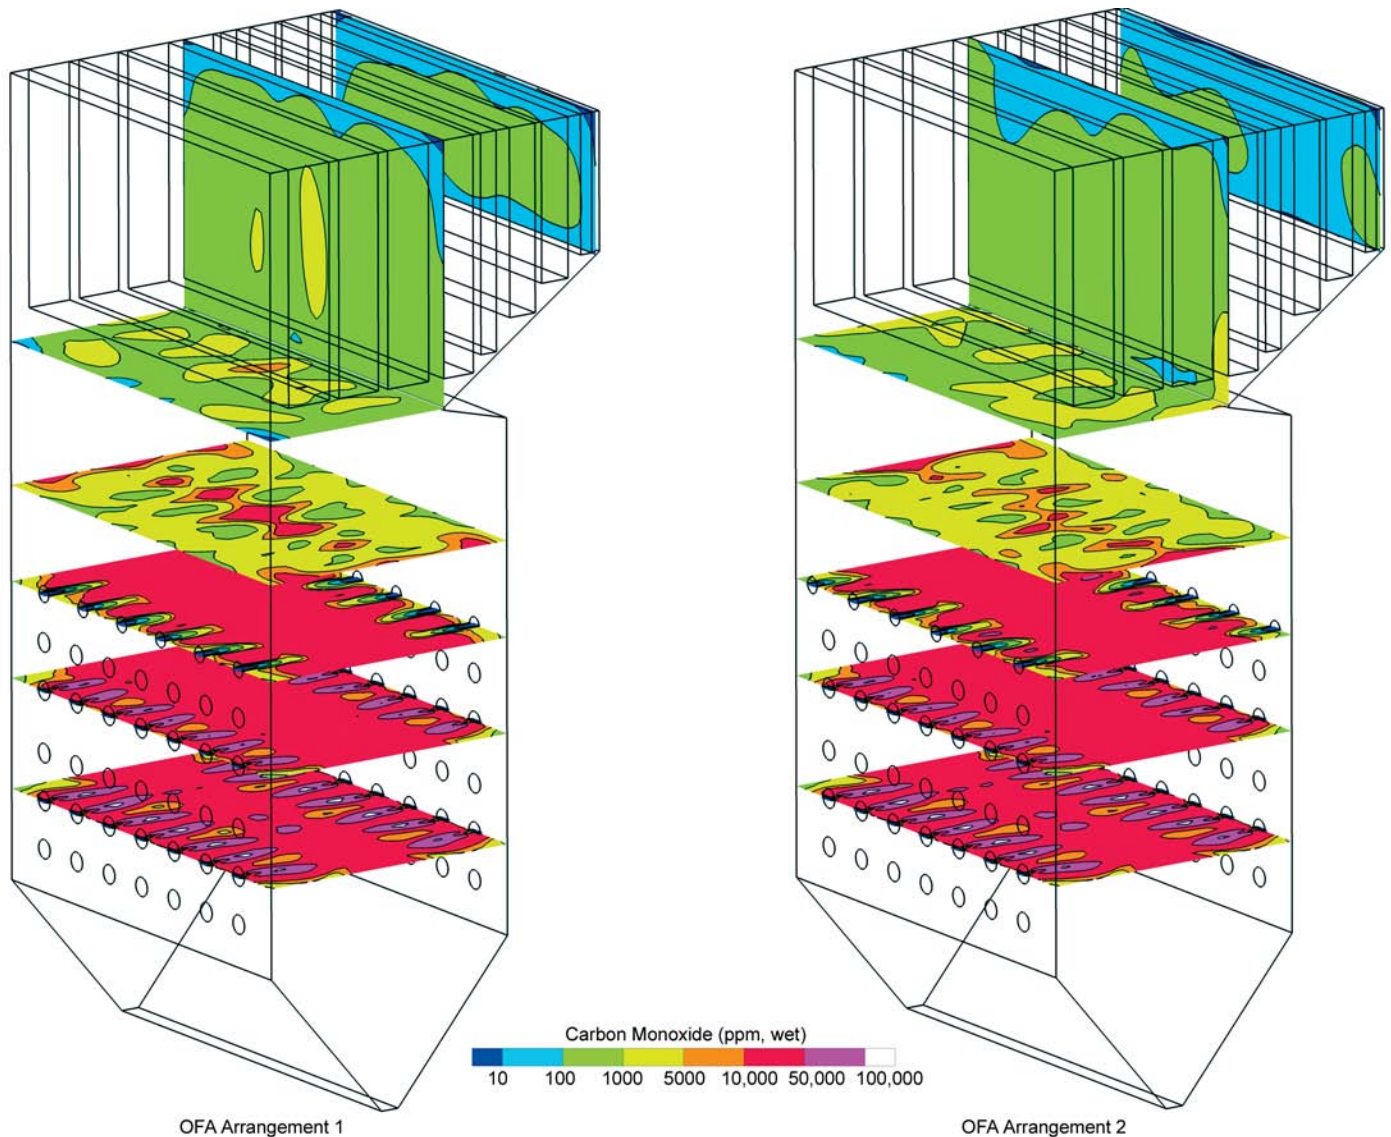 Carbon Monoxide (ppm, wet)
10 100 1000 5000 10,000 50,000 100,000
OFA Arrangement 1 OFA Arrangement 2